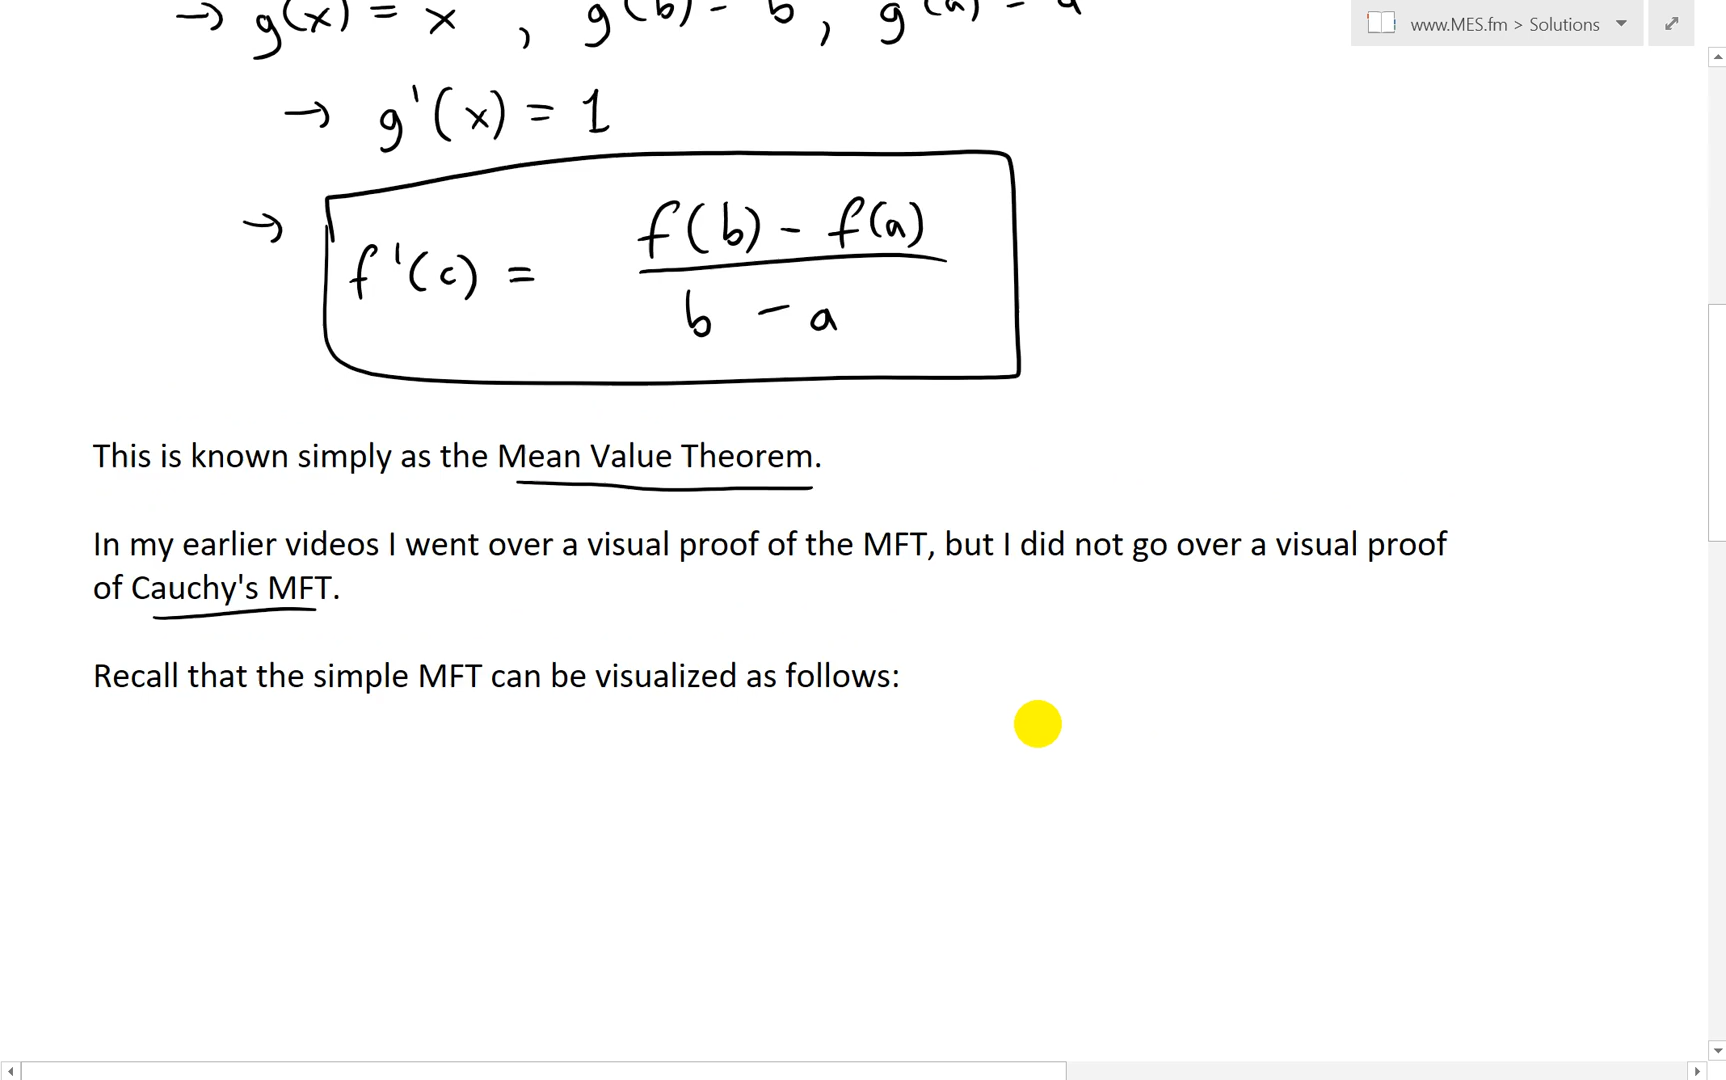 www.MES.fm > Solutions
→ g(x) = x , g(b) = b , g(a) = a
→ g'(x) = 1
→ f'(c) = f(b) - f(a)
b - a
This is known simply as the Mean Value Theorem.
In my earlier videos I went over a visual proof of the MFT, but I did not go over a visual proof
of Cauchy's MFT.
Recall that the simple MFT can be visualized as follows: